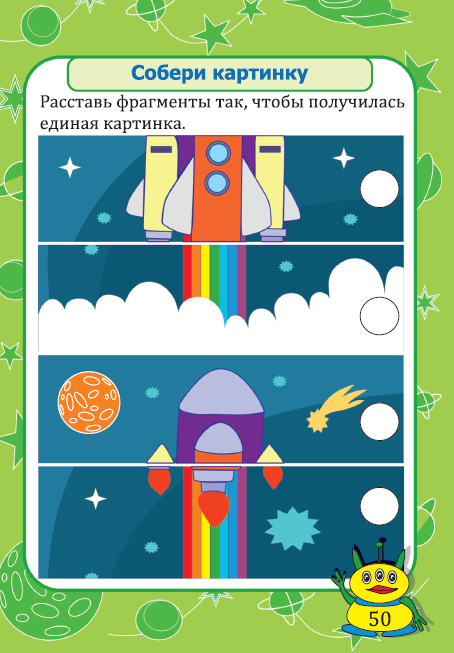 Собери картинку
Расставь фрагменты так, чтобы получилась
единая картинка.
50